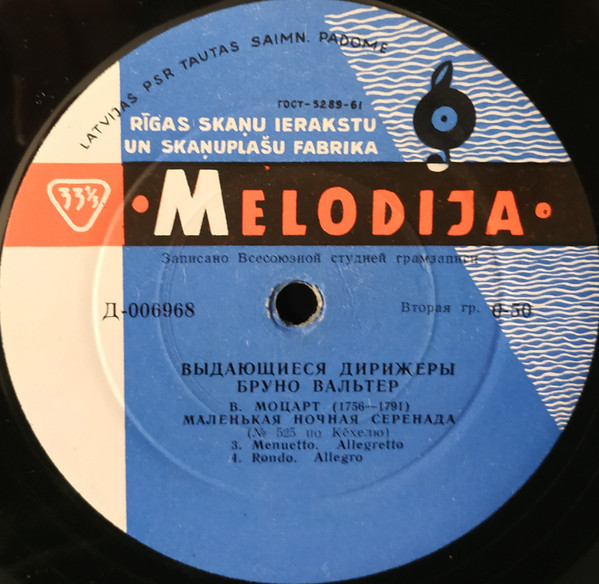 LATVIJAS PSR TAUTAS SAIMN. PADOME
ГОСТ-5289-61
RĪGAS SKAŅU IERAKSTU
UN SKAŅUPLAŠU FABRIKA
33⅓
•MELODIJA•
Записано Всесоюзной студией грамзаписи
Д-006968
Вторая гр. 0-50
ВЫДАЮЩИЕСЯ ДИРИЖЕРЫ
БРУНО ВАЛЬТЕР
В. МОЦАРТ (1756—1791)
МАЛЕНЬКАЯ НОЧНАЯ СЕРЕНАДА
(№ 525 по Кёхелю)
3. Menuetto. Allegretto
4. Rondo. Allegro